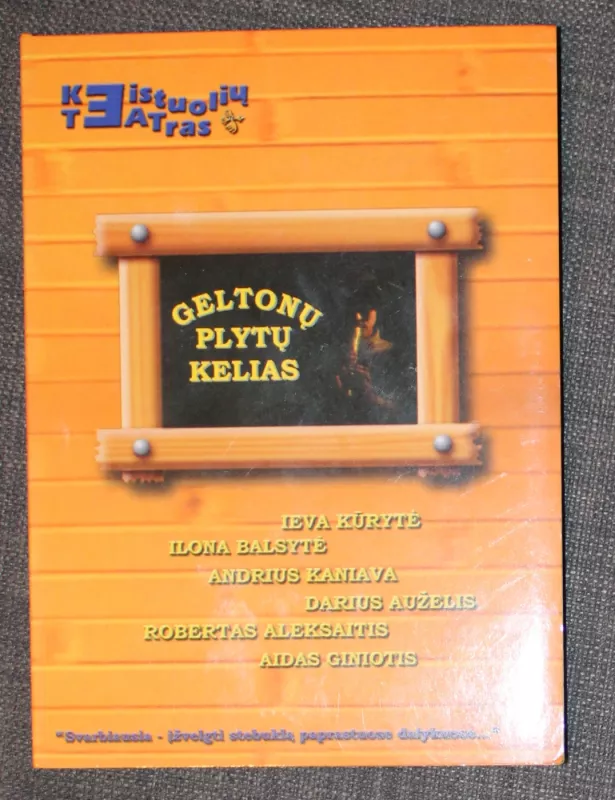 Keistuolių
TEATras
GELTONŲ
PLYTŲ
KELIAS
IEVA KŪRYTĖ
ILONA BALSYTĖ
ANDRIUS KANIAVA
DARIUS AUŽELIS
ROBERTAS ALEKSAITIS
AIDAS GINIOTIS
"Svarbiausia - įžvelgti stebuklą paprastuose dalykuose..."